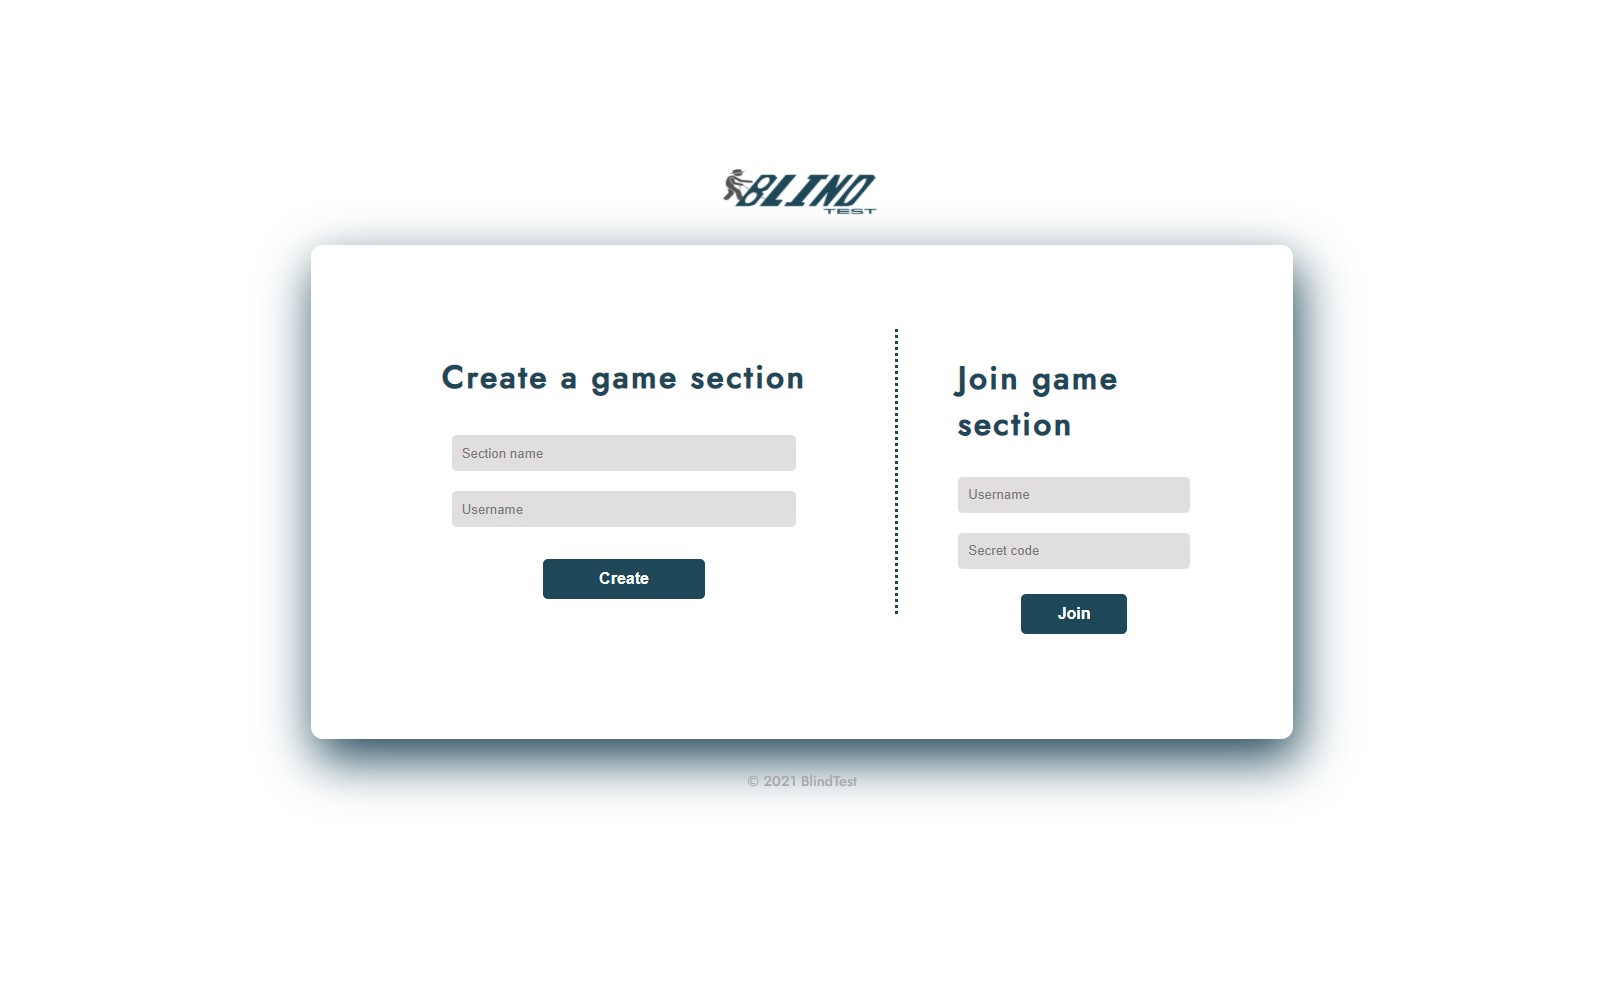 BLIND
TEST
Create a game section
Section name
Username
Create
Join game
section
Username
Secret code
Join
© 2021 BlindTest